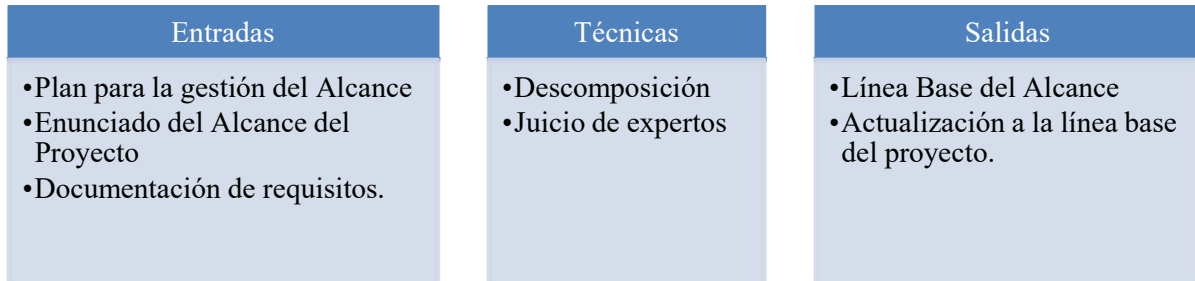 Entradas
•Plan para la gestión del Alcance
•Enunciado del Alcance del
Proyecto
•Documentación de requisitos.
Técnicas
•Descomposición
•Juicio de expertos
Salidas
•Línea Base del Alcance
•Actualización a la línea base
del proyecto.